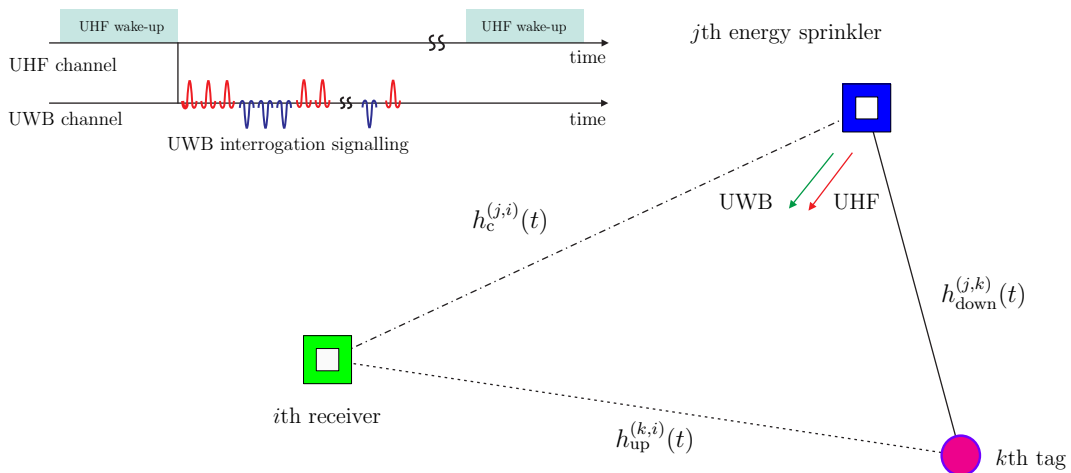 UHF wake-up
UHF wake-up
UHF channel
time
UWB channel
time
UWB interrogation signalling
jth energy sprinkler
UWB
UHF
h_c^{(j,i)}(t)
h_down^{(j,k)}(t)
ith receiver
h_up^{(k,i)}(t)
kth tag